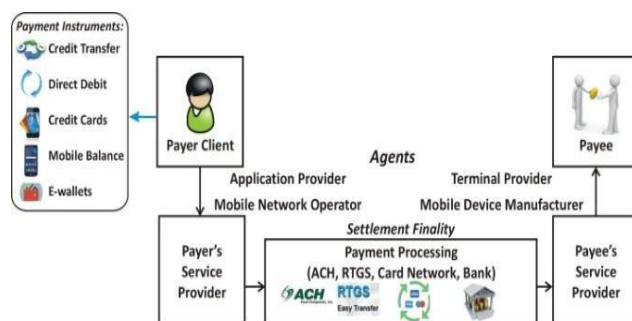 Payment Instruments:
Credit Transfer
Direct Debit
Credit Cards
Mobile Balance
E-wallets
Payer Client
Payee
Agents
Application Provider
Mobile Network Operator
Terminal Provider
Mobile Device Manufacturer
Payer's
Service
Provider
Settlement Finality
Payment Processing
(ACH, RTGS, Card Network, Bank)
ACH
RTGS
Easy Transfer
Payee's
Service
Provider